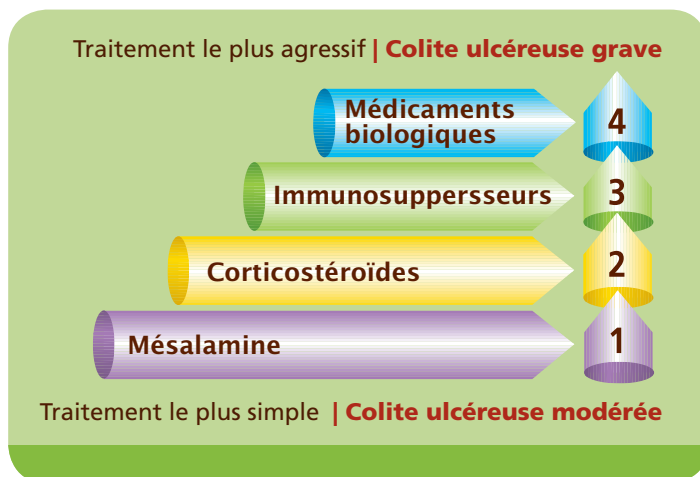 Traitement le plus agressif | Colite ulcéreuse grave
Médicaments
biologiques
4
Immunosuppersseurs
3
Corticostéroïdes
2
Mésalamine
1
Traitement le plus simple | Colite ulcéreuse modérée